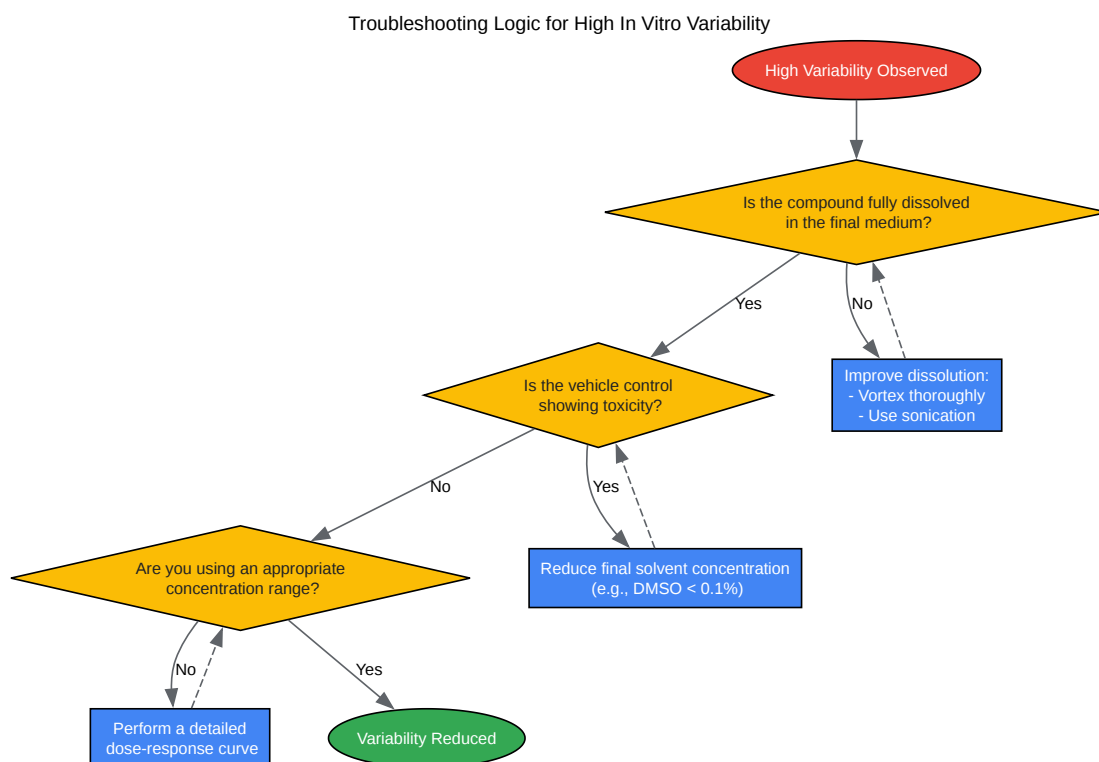 Troubleshooting Logic for High In Vitro Variability
High Variability Observed
Is the compound fully dissolved
in the final medium?
Yes
No
Improve dissolution:
- Vortex thoroughly
- Use sonication
Is the vehicle control
showing toxicity?
No
Yes
Reduce final solvent concentration
(e.g., DMSO < 0.1%)
Are you using an appropriate
concentration range?
No
Yes
Perform a detailed
dose-response curve
Variability Reduced